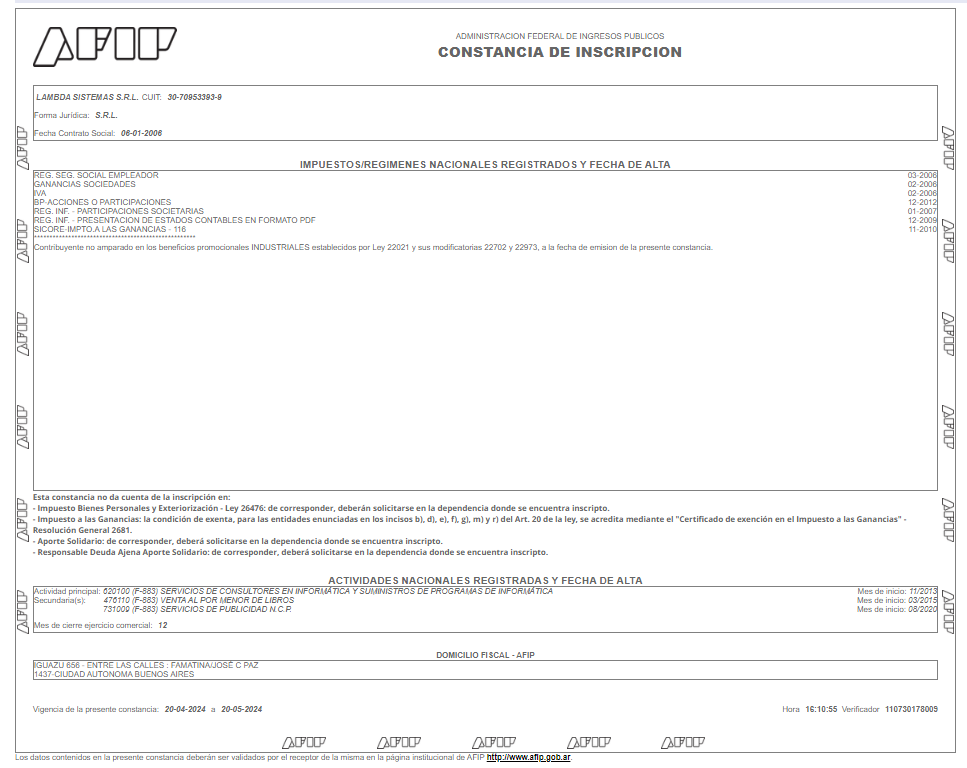 AFIP
ADMINISTRACION FEDERAL DE INGRESOS PUBLICOS
CONSTANCIA DE INSCRIPCION
LAMBDA SISTEMAS S.R.L. CUIT: 30-70953393-9
Forma Jurídica: S.R.L.
Fecha Contrato Social: 06-01-2006
IMPUESTOS/REGIMENES NACIONALES REGISTRADOS Y FECHA DE ALTA
REG. SEG. SOCIAL EMPLEADOR 03-2006
GANANCIAS SOCIEDADES 02-2006
IVA 02-2006
BP-ACCIONES O PARTICIPACIONES 12-2012
REG. INF. - PARTICIPACIONES SOCIETARIAS 01-2007
REG. INF. - PRESENTACION DE ESTADOS CONTABLES EN FORMATO PDF 12-2009
SICORE-IMPTO.A LAS GANANCIAS - 116 11-2010
Contribuyente no amparado en los beneficios promocionales INDUSTRIALES establecidos por Ley 22021 y sus modificatorias 22702 y 22973, a la fecha de emision de la presente constancia.
Esta constancia no da cuenta de la inscripción en:
- Impuesto Bienes Personales y Exteriorización - Ley 26476: de corresponder, deberán solicitarse en la dependencia donde se encuentra inscripto.
- Impuesto a las Ganancias: la condición de exenta, para las entidades enunciadas en los incisos b), d), e), f), g), m) y r) del Art. 20 de la ley, se acredita mediante el "Certificado de exención en el Impuesto a las Ganancias" -
Resolución General 2681.
- Aporte Solidario: de corresponder, deberá solicitarse en la dependencia donde se encuentra inscripto.
- Responsable Deuda Ajena Aporte Solidario: de corresponder, deberá solicitarse en la dependencia donde se encuentra inscripto.
ACTIVIDADES NACIONALES REGISTRADAS Y FECHA DE ALTA
Actividad principal: 620100 (F-883) SERVICIOS DE CONSULTORES EN INFORMÁTICA Y SUMINISTROS DE PROGRAMAS DE INFORMÁTICA Mes de inicio: 11/2013
Secundaria(s): 476110 (F-883) VENTA AL POR MENOR DE LIBROS Mes de inicio: 03/2015
731009 (F-883) SERVICIOS DE PUBLICIDAD N.C.P. Mes de inicio: 08/2020
Mes de cierre ejercicio comercial: 12
DOMICILIO FISCAL - AFIP
IGUAZU 656 - ENTRE LAS CALLES : FAMATINA/JOSÉ C PAZ
1437-CIUDAD AUTONOMA BUENOS AIRES
Vigencia de la presente constancia: 20-04-2024 a 20-05-2024 Hora 16:10:55 Verificador 110730178009
AFIP AFIP AFIP AFIP AFIP
Los datos contenidos en la presente constancia deberán ser validados por el receptor de la misma en la página institucional de AFIP http://www.afip.gob.ar.